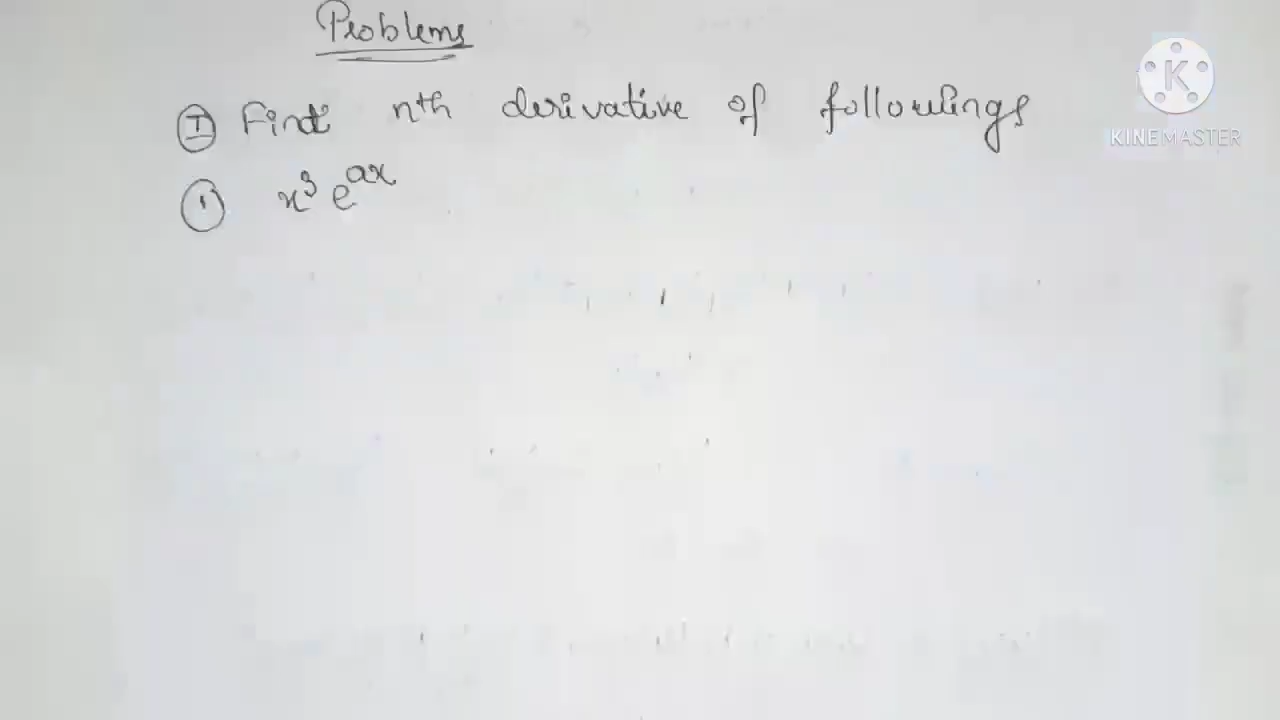 Problems
I Find nth derivative of followings
1 x³ e^ax
K
KINEMASTER